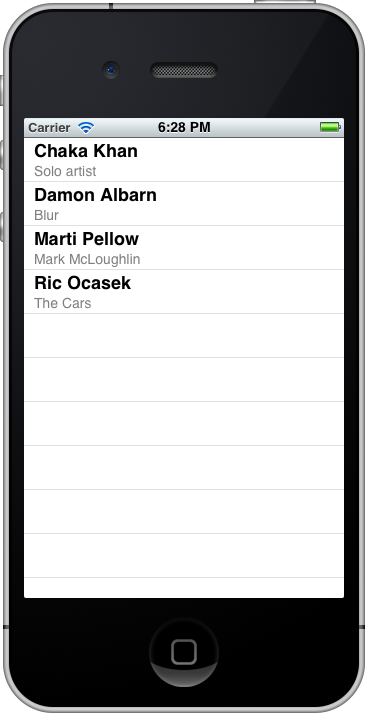 Carrier 6:28 PM
Chaka Khan
Solo artist
Damon Albarn
Blur
Marti Pellow
Mark McLoughlin
Ric Ocasek
The Cars